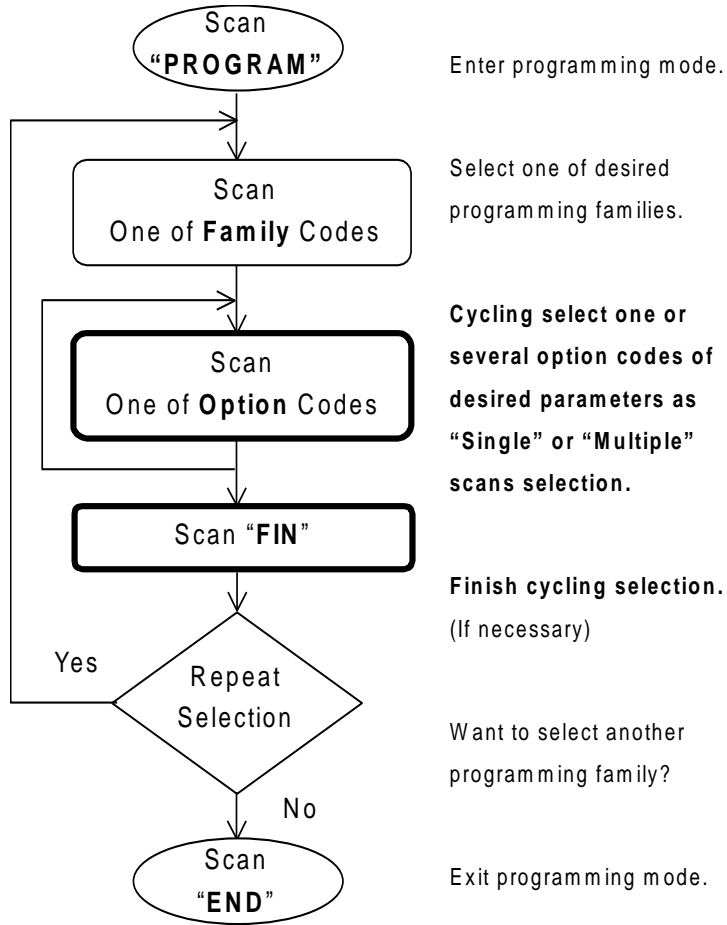 Scan
“PROGRAM”
Enter programming mode.
Scan
One of Family Codes
Select one of desired
programming families.
Scan
One of Option Codes
Cycling select one or
several option codes of
desired parameters as
“Single” or “Multiple”
scans selection.
Scan “FIN”
Finish cycling selection.
(If necessary)
Yes
Repeat
Selection
Want to select another
programming family?
No
Scan
“END”
Exit programming mode.